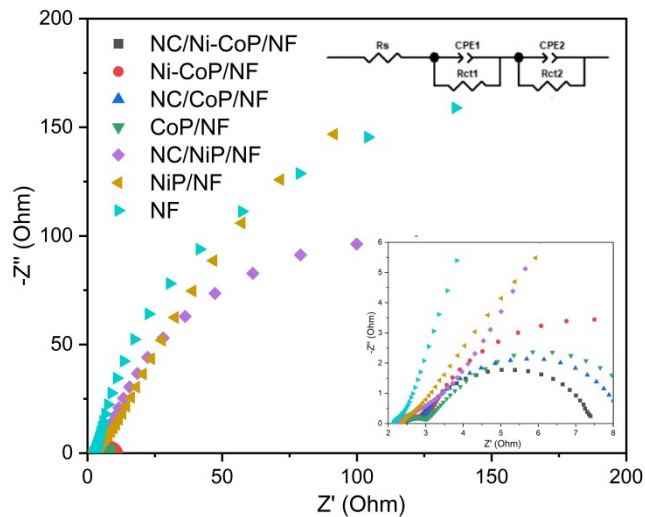 200
150
100
50
0
-Z" (Ohm)
NC/Ni-CoP/NF
Ni-CoP/NF
NC/CoP/NF
CoP/NF
NC/NiP/NF
NiP/NF
NF
Rs CPE1 CPE2
Rct1 Rct2
6
5
4
3
2
1
0
-Z" (Ohm)
2 3 4 5 6 7 8
Z' (Ohm)
0 50 100 150 200
Z' (Ohm)